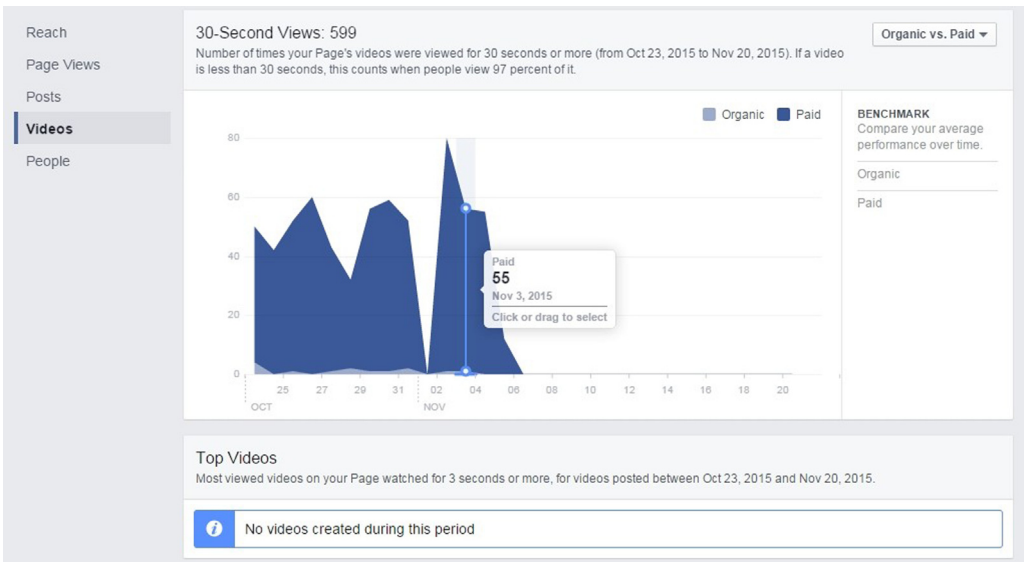 Reach
Page Views
Posts
Videos
People
30-Second Views: 599
Number of times your Page's videos were viewed for 30 seconds or more (from Oct 23, 2015 to Nov 20, 2015). If a video
is less than 30 seconds, this counts when people view 97 percent of it.
Organic vs. Paid
Organic Paid
80
60
40
20
0
25 27 29 31 02 04 06 08 10 12 14 16 18 20
OCT NOV
Paid
55
Nov 3, 2015
Click or drag to select
BENCHMARK
Compare your average
performance over time.
Organic
Paid
Top Videos
Most viewed videos on your Page watched for 3 seconds or more, for videos posted between Oct 23, 2015 and Nov 20, 2015.
No videos created during this period